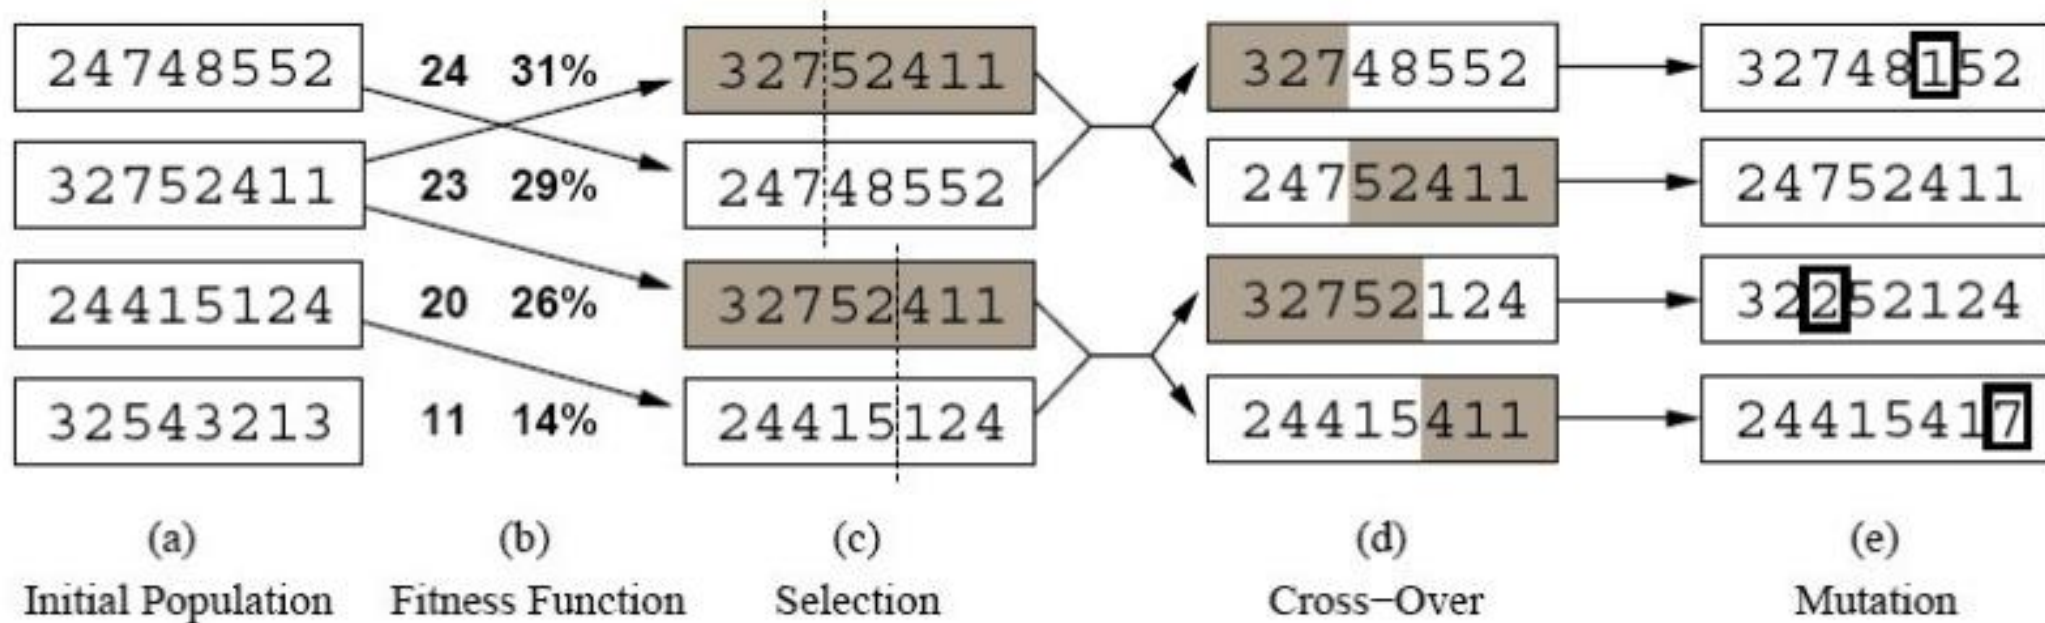 24748552 24 31% 32752411 32748552 32748152
32752411 23 29% 24748552 24752411 24752411
24415124 20 26% 32752411 32752124 32252124
32543213 11 14% 24415124 24415411 24415417
(a) (b) (c) (d) (e)
Initial Population Fitness Function Selection Cross−Over Mutation